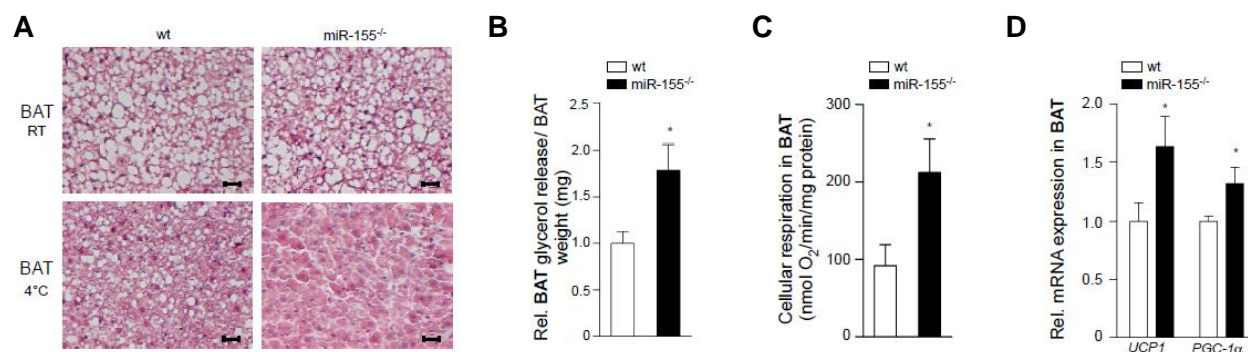 A
wt
miR-155-/-
BAT
RT
BAT
4°C
B
wt
miR-155-/-
Rel. BAT glycerol release/ BAT
weight (mg)
2.5
2.0
1.5
1.0
0.5
0.0
*
C
wt
miR-155-/-
Cellular respiration in BAT
(nmol O2/min/mg protein)
300
200
100
0
*
D
wt
miR-155-/-
Rel. mRNA expression in BAT
2.0
1.5
1.0
0.5
0.0
*
*
UCP1
PGC-1α